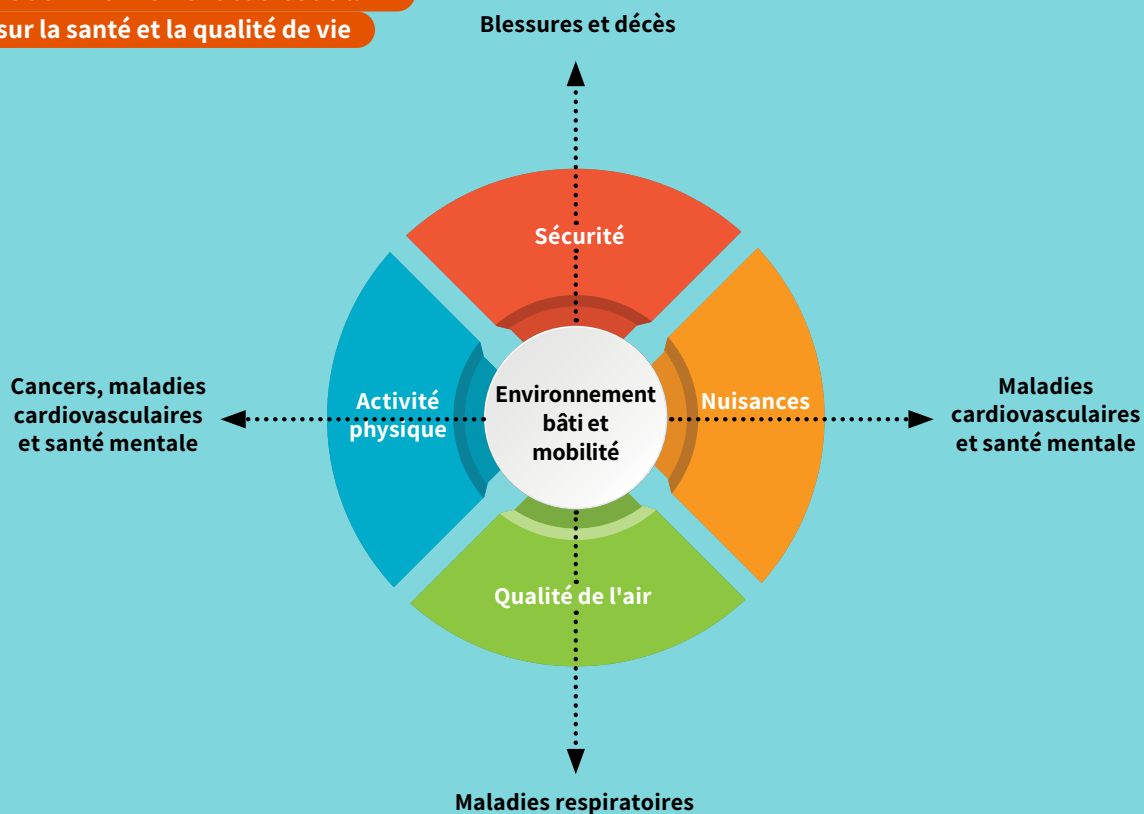 sur la santé et la qualité de vie
Blessures et décès
Sécurité
Cancers, maladies
cardiovasculaires
et santé mentale
Activité
physique
Environnement
bâti et
mobilité
Nuisances
Maladies
cardiovasculaires
et santé mentale
Qualité de l'air
Maladies respiratoires